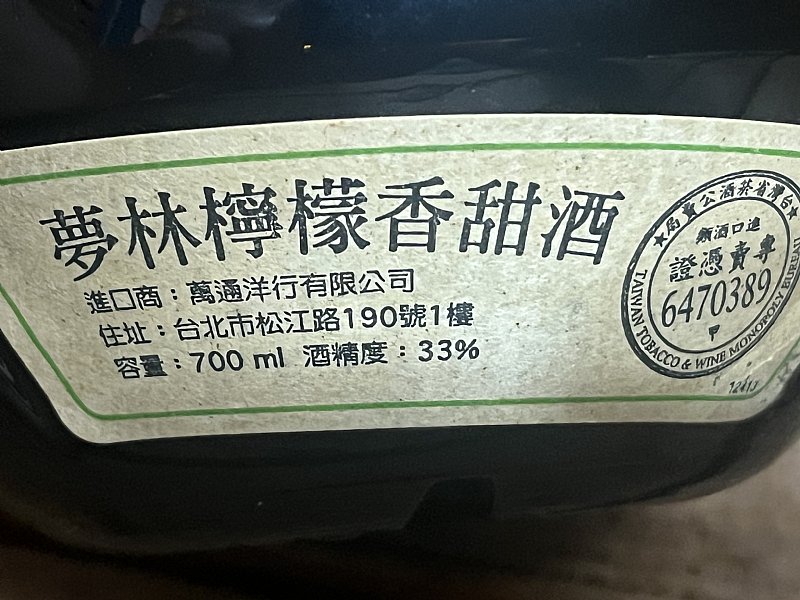 夢林檸檬香甜酒
進口商：萬通洋行有限公司
住址：台北市松江路190號1樓
容量：700 ml 酒精度：33%
★台灣省菸酒公賣局★
進口酒類
專賣憑證
6470389
TAIWAN TOBACCO & WINE MONOPOLY BUREAU